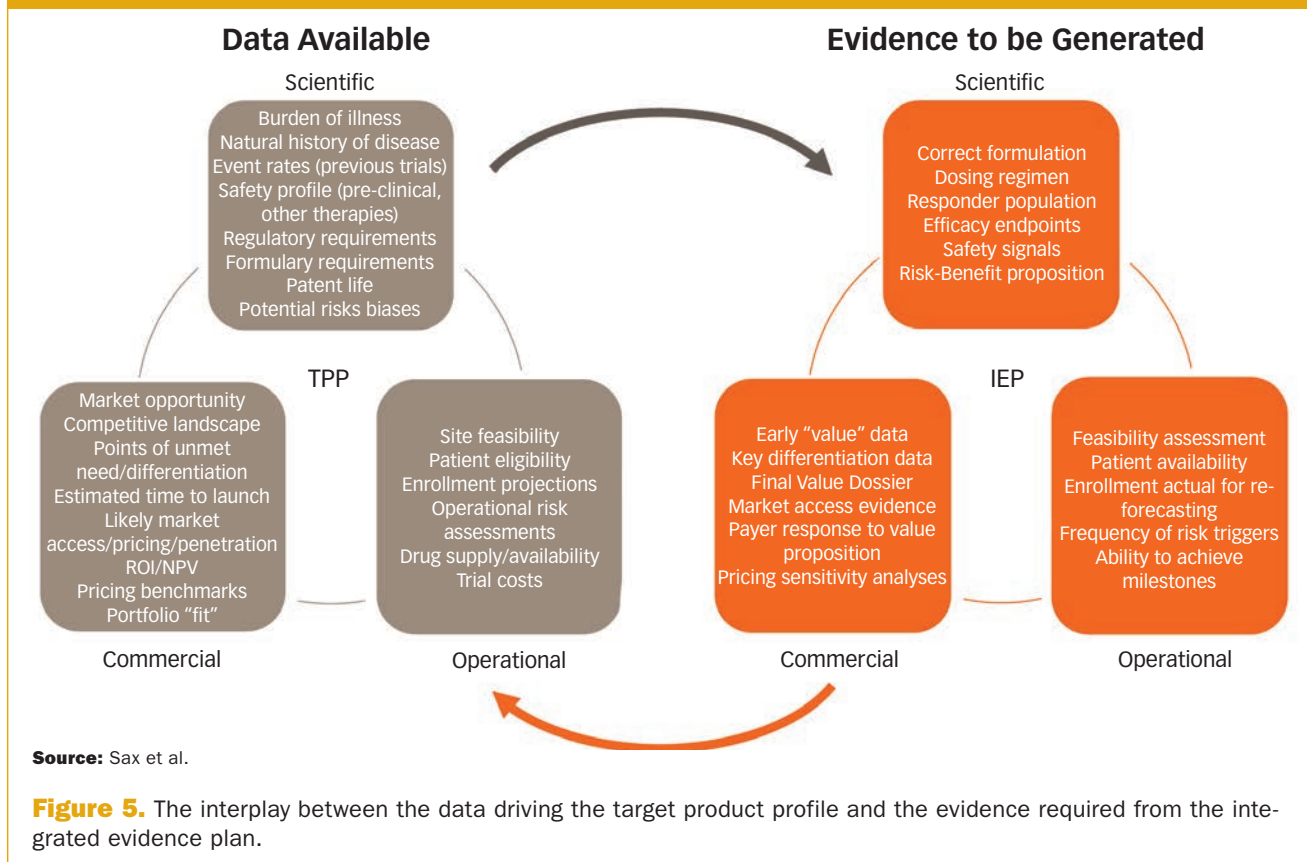 Data Available
Scientific
Burden of illness
Natural history of disease
Event rates (previous trials)
Safety profile (pre-clinical,
other therapies)
Regulatory requirements
Formulary requirements
Patent life
Potential risks biases
TPP
Market opportunity
Competitive landscape
Points of unmet
need/differentiation
Estimated time to launch
Likely market
access/pricing/penetration
ROI/NPV
Pricing benchmarks
Portfolio “fit”
Commercial
Site feasibility
Patient eligibility
Enrollment projections
Operational risk
assessments
Drug supply/availability
Trial costs
Operational
Evidence to be Generated
Scientific
Correct formulation
Dosing regimen
Responder population
Efficacy endpoints
Safety signals
Risk-Benefit proposition
IEP
Early “value” data
Key differentiation data
Final Value Dossier
Market access evidence
Payer response to value
proposition
Pricing sensitivity analyses
Commercial
Feasibility assessment
Patient availability
Enrollment actual for re-
forecasting
Frequency of risk triggers
Ability to achieve
milestones
Operational
Source: Sax et al.
Figure 5. The interplay between the data driving the target product profile and the evidence required from the inte-
grated evidence plan.